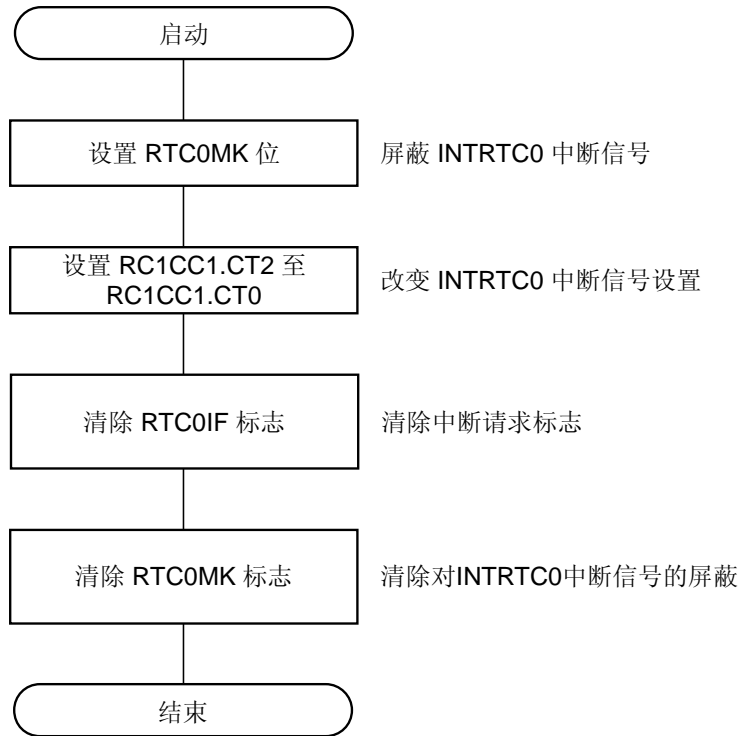 启动
设置 RTC0MK 位
屏蔽 INTRTC0 中断信号
设置 RC1CC1.CT2 至
RC1CC1.CT0
改变 INTRTC0 中断信号设置
清除 RTC0IF 标志
清除中断请求标志
清除 RTC0MK 标志
清除对INTRTC0中断信号的屏蔽
结束